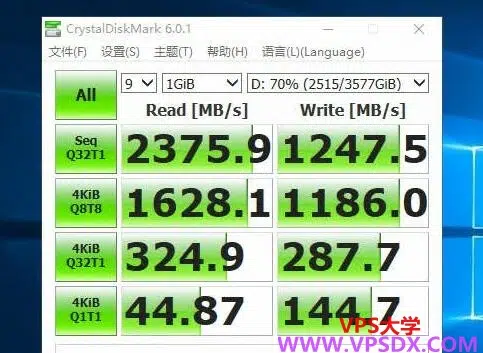 CrystalDiskMark 6.0.1
文件(F) 设置(S) 主题(T) 帮助(H) 语言(L)(Language)
All 9 1GiB D: 70% (2515/3577GiB)
Read [MB/s] Write [MB/s]
Seq Q32T1 2375.9 1247.5
4KiB Q8T8 1628.1 1186.0
4KiB Q32T1 324.9 287.7
4KiB Q1T1 44.87 144.7
VPS大学
WWW.VPSDX.COM